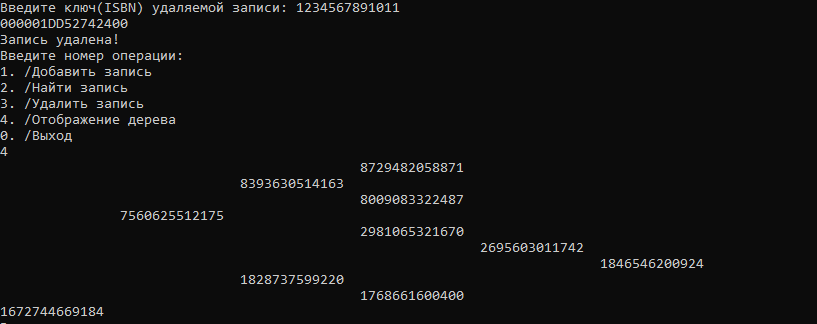 Введите ключ(ISBN) удаляемой записи: 1234567891011
000001DD52742400
Запись удалена!
Введите номер операции:
1. /Добавить запись
2. /Найти запись
3. /Удалить запись
4. /Отображение дерева
0. /Выход
4
8729482058871
8393630514163
8009083322487
7560625512175
2981065321670
2695603011742
1846546200924
1828737599220
1768661600400
1672744669184